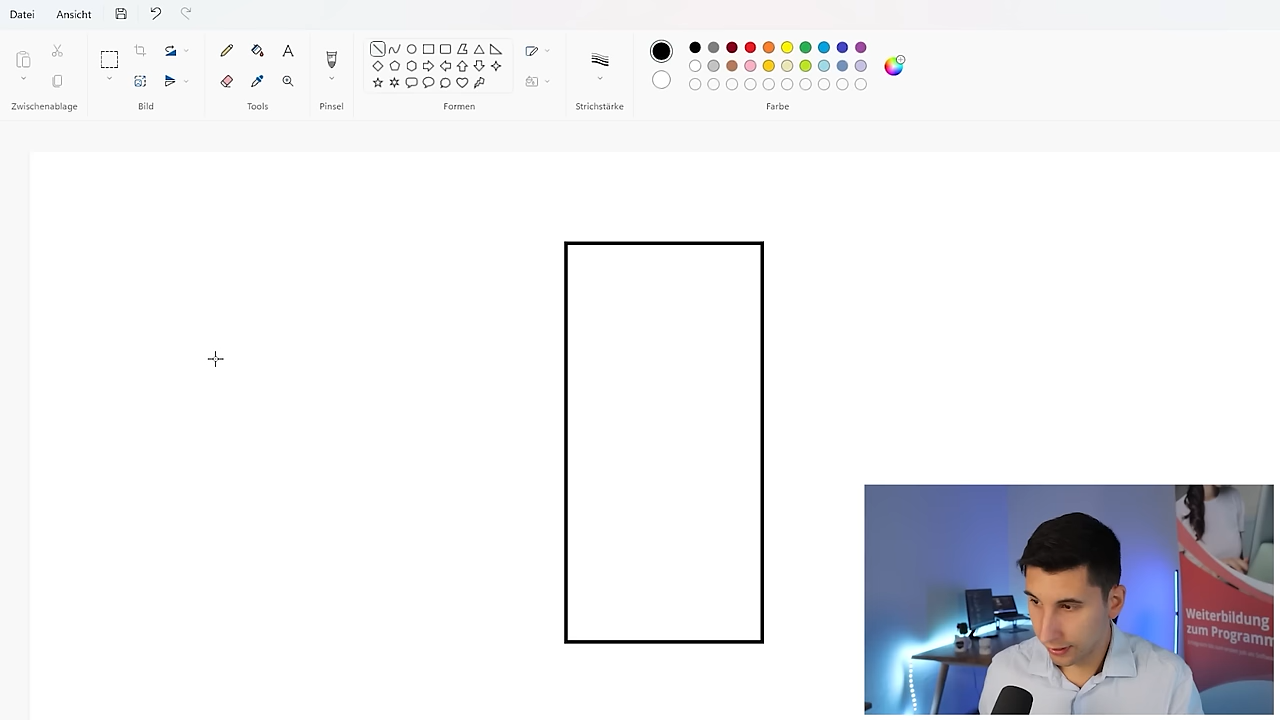 Datei
Ansicht
A
Zwischenablage
Bild
Tools
Pinsel
Formen
Strichstärke
Farbe
Weiterbildung
zum Programm